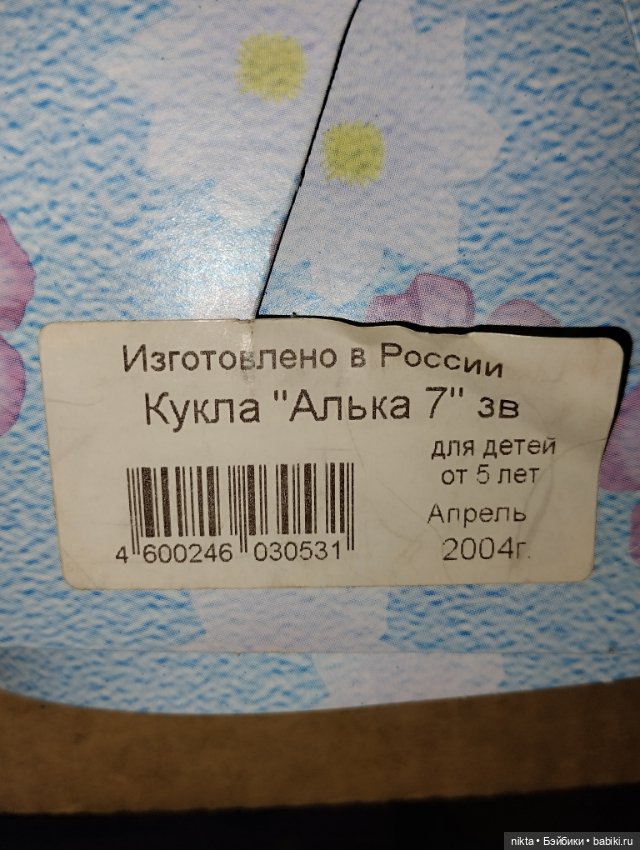 Изготовлено в России
Кукла "Алька 7" зв
для детей
от 5 лет
Апрель
2004г.
4 600246 030531
nikta • Бэйбики • babiki.ru